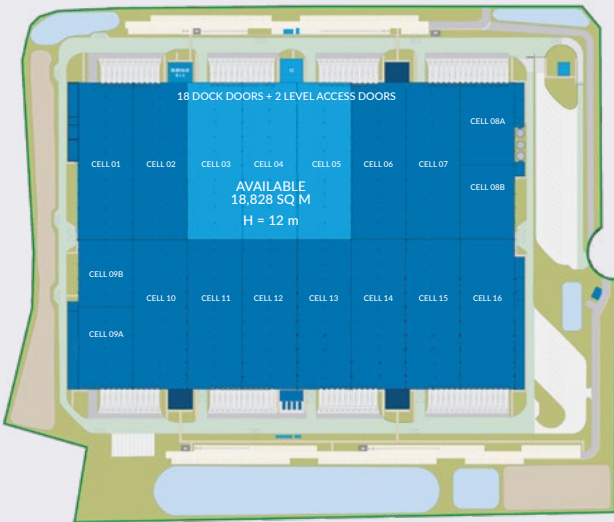 18 DOCK DOORS + 2 LEVEL ACCESS DOORS
CELL 01
CELL 02
CELL 03
CELL 04
CELL 05
CELL 06
CELL 07
CELL 08A
CELL 08B
AVAILABLE
18,828 SQ M
H = 12 m
CELL 09B
CELL 09A
CELL 10
CELL 11
CELL 12
CELL 13
CELL 14
CELL 15
CELL 16